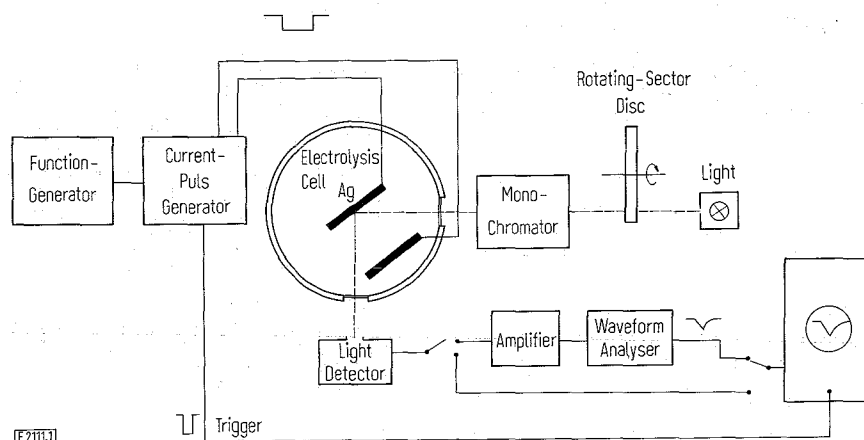 Rotating-Sector
Disc
Function-
Generator
Current-
Puls
Generator
Electrolysis
Cell
Ag
Mono-
Chromator
Light
Light
Detector
Amplifier
Waveform
Analyser
Trigger
E2111.1